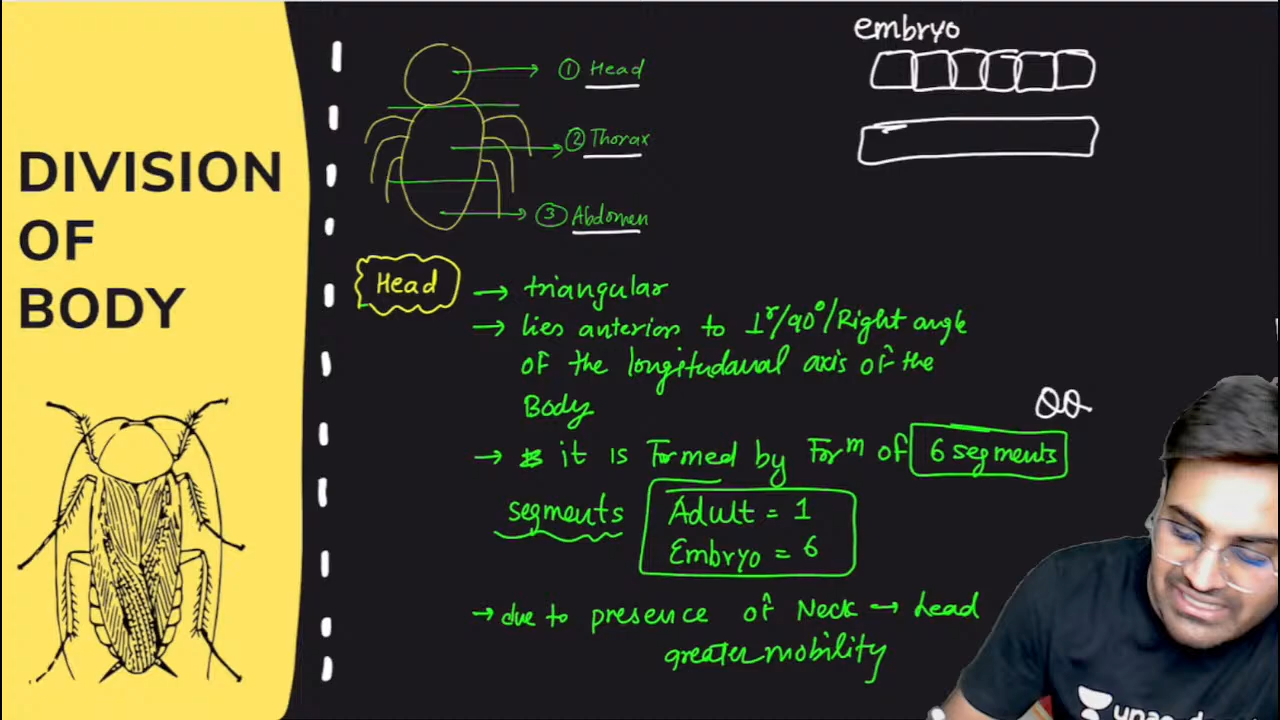 DIVISION
OF
BODY
embryo
① Head
② Thorax
③ Abdomen
Head
→ triangular
→ lies anterior to ⊥r/90°/Right angle
of the longitudanal axis of the
Body
→ it is Formed by Form of 6 segments
segments
Adult = 1
Embryo = 6
→ due to presence of Neck → head
greater mobility